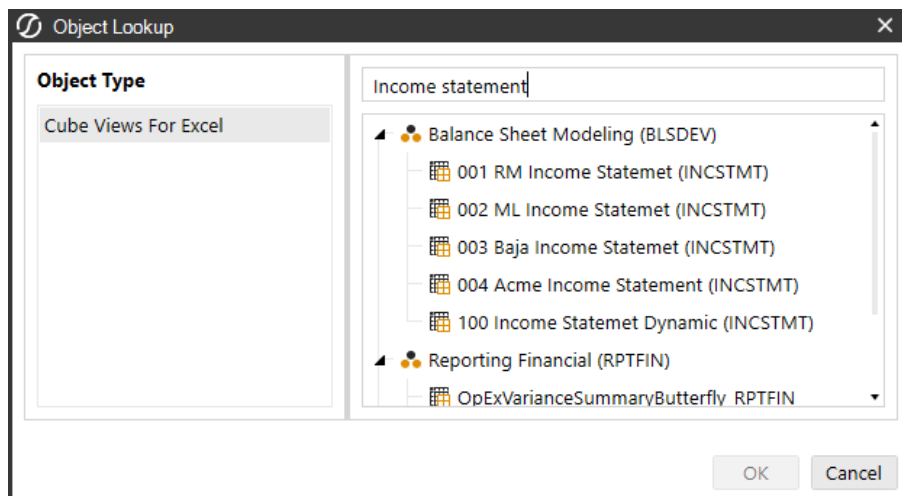 Object Lookup
Object Type
Cube Views For Excel
Income statement
Balance Sheet Modeling (BLSDEV)
001 RM Income Statemet (INCSTMT)
002 ML Income Statemet (INCSTMT)
003 Baja Income Statemet (INCSTMT)
004 Acme Income Statement (INCSTMT)
100 Income Statemet Dynamic (INCSTMT)
Reporting Financial (RPTFIN)
OpExVarianceSummaryButterfly_RPTFIN
OK
Cancel